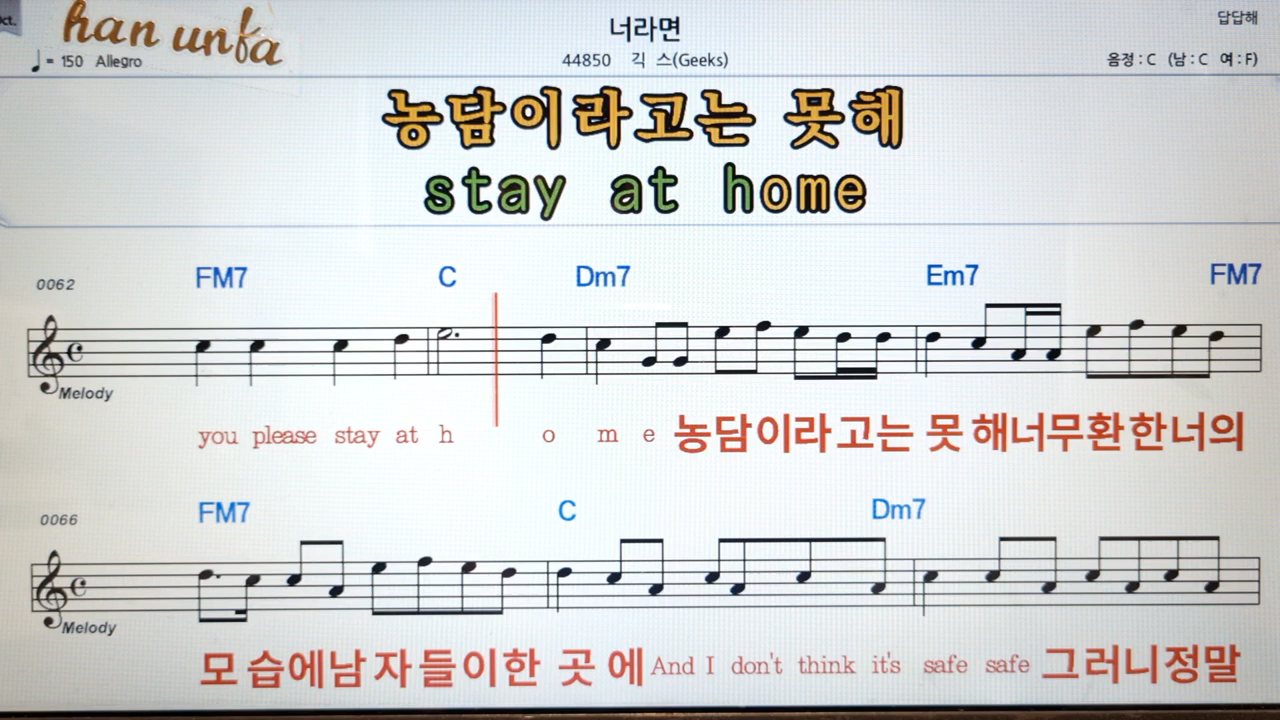 Oct.
han unfa
너라면
답답해
♩= 150 Allegro
44850 긱 스(Geeks)
음정 : C (남 : C 여 : F)
농담이라고는 못해
stay at home
0062 FM7 C Dm7 Em7 FM7
Melody
you please stay at h o m e 농담이라고는 못 해너무환한너의
0066 FM7 C Dm7
Melody
모 습에남 자 들이한 곳 에 And I don't think it's safe safe 그러니정말